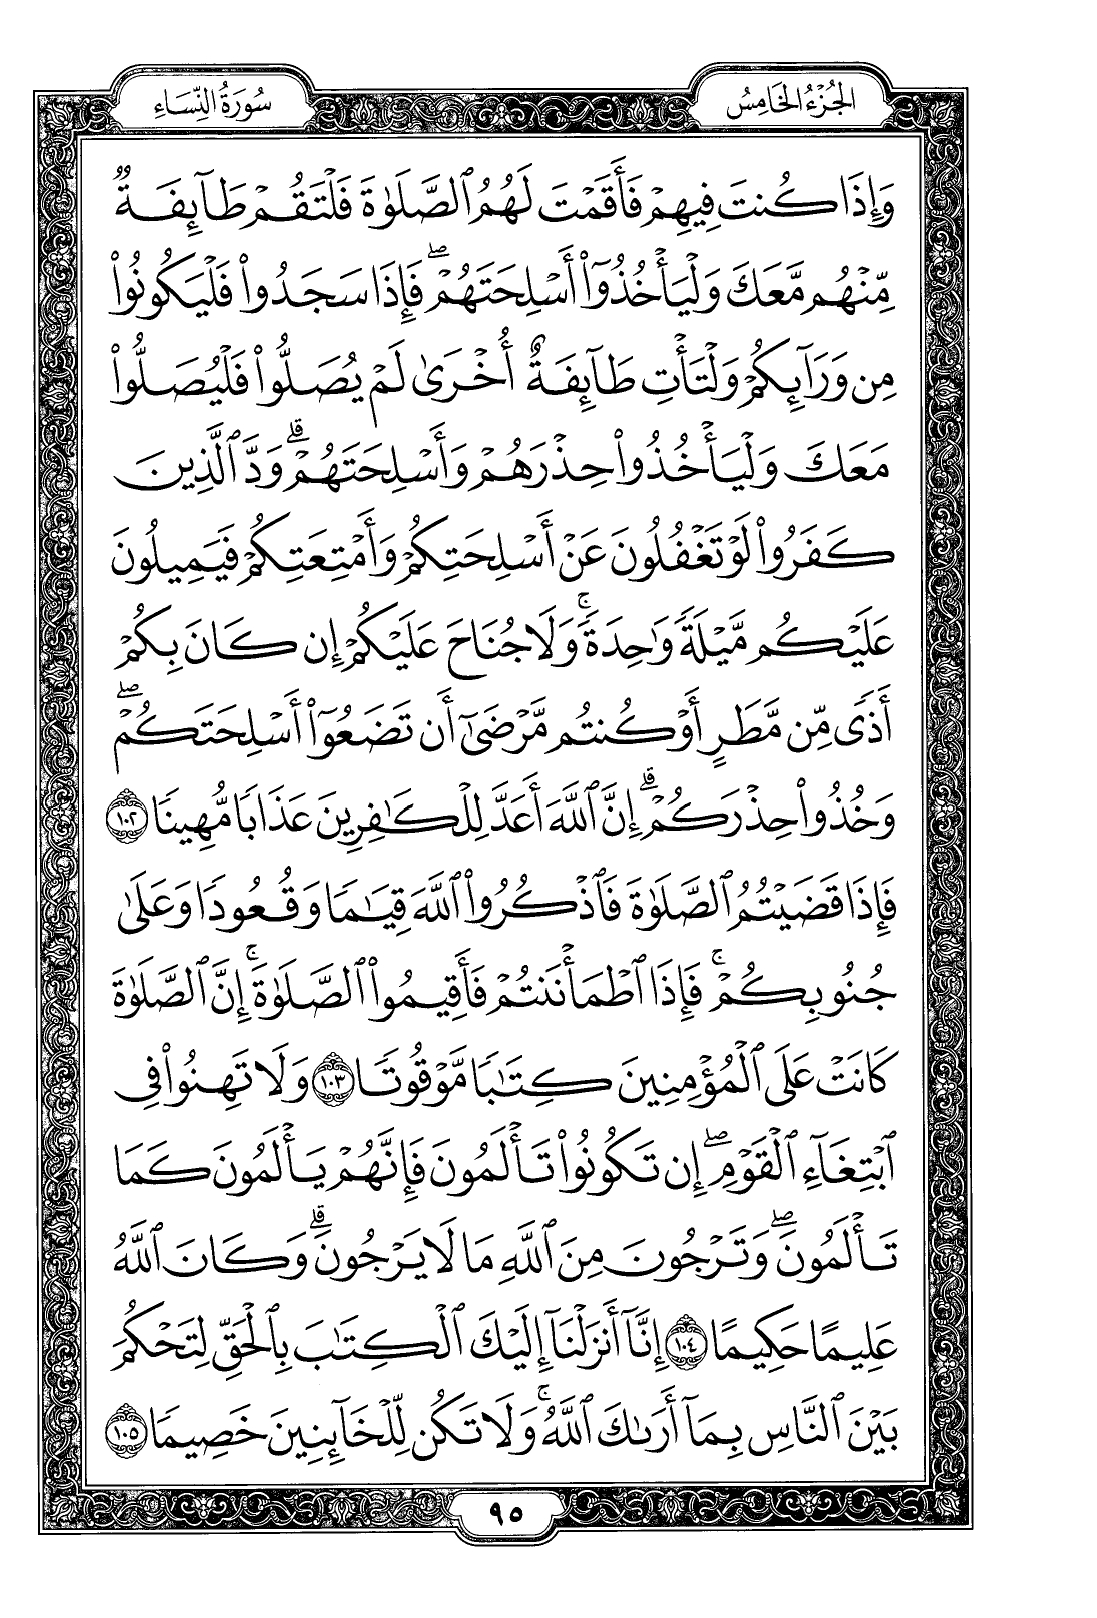 الجُزْءُ الخَامِسُ
سُورَةُ النِّسَاءِ
وَإِذَا كُنتَ فِيهِمْ فَأَقَمْتَ لَهُمُ ٱلصَّلَوٰةَ فَلْتَقُمْ طَآئِفَةٌ
مِّنْهُم مَّعَكَ وَلْيَأْخُذُوٓا۟ أَسْلِحَتَهُمْۖ فَإِذَا سَجَدُوا۟ فَلْيَكُونُوا۟
مِن وَرَآئِكُمْ وَلْتَأْتِ طَآئِفَةٌ أُخْرَىٰ لَمْ يُصَلُّوا۟ فَلْيُصَلُّوا۟
مَعَكَ وَلْيَأْخُذُوا۟ حِذْرَهُمْ وَأَسْلِحَتَهُمْۗ وَدَّ ٱلَّذِينَ
كَفَرُوا۟ لَوْ تَغْفُلُونَ عَنْ أَسْلِحَتِكُمْ وَأَمْتِعَتِكُمْ فَيَمِيلُونَ
عَلَيْكُم مَّيْلَةً وَٰحِدَةًۚ وَلَا جُنَاحَ عَلَيْكُمْ إِن كَانَ بِكُمْ
أَذًى مِّن مَّطَرٍ أَوْ كُنتُم مَّرْضَىٰٓ أَن تَضَعُوٓا۟ أَسْلِحَتَكُمْۖ
وَخُذُوا۟ حِذْرَكُمْۗ إِنَّ ٱللَّهَ أَعَدَّ لِلْكَـٰفِرِينَ عَذَابًا مُّهِينًا ١٠٢
فَإِذَا قَضَيْتُمُ ٱلصَّلَوٰةَ فَٱذْكُرُوا۟ ٱللَّهَ قِيَـٰمًا وَقُعُودًا وَعَلَىٰ
جُنُوبِكُمْۚ فَإِذَا ٱطْمَأْنَنتُمْ فَأَقِيمُوا۟ ٱلصَّلَوٰةَۚ إِنَّ ٱلصَّلَوٰةَ
كَانَتْ عَلَى ٱلْمُؤْمِنِينَ كِتَـٰبًا مَّوْقُوتًا ١٠٣ وَلَا تَهِنُوا۟ فِى
ٱبْتِغَآءِ ٱلْقَوْمِۖ إِن تَكُونُوا۟ تَأْلَمُونَ فَإِنَّهُمْ يَأْلَمُونَ كَمَا
تَأْلَمُونَۖ وَتَرْجُونَ مِنَ ٱللَّهِ مَا لَا يَرْجُونَۗ وَكَانَ ٱللَّهُ
عَلِيمًا حَكِيمًا ١٠٤ إِنَّآ أَنزَلْنَآ إِلَيْكَ ٱلْكِتَـٰبَ بِٱلْحَقِّ لِتَحْكُمَ
بَيْنَ ٱلنَّاسِ بِمَآ أَرَىٰكَ ٱللَّهُۚ وَلَا تَكُن لِّلْخَآئِنِينَ خَصِيمًا ١٠٥
٩٥